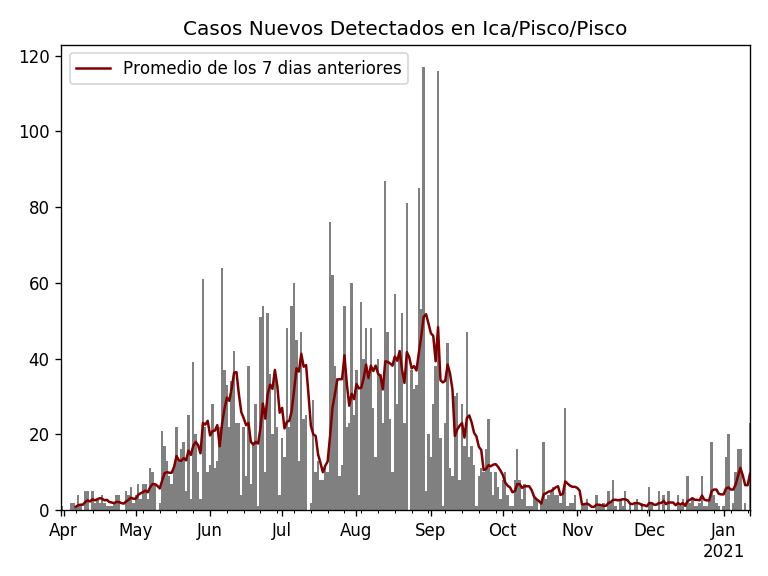 Casos Nuevos Detectados en Ica/Pisco/Pisco
Promedio de los 7 dias anteriores
120
100
80
60
40
20
0
Apr May Jun Jul Aug Sep Oct Nov Dec Jan
2021